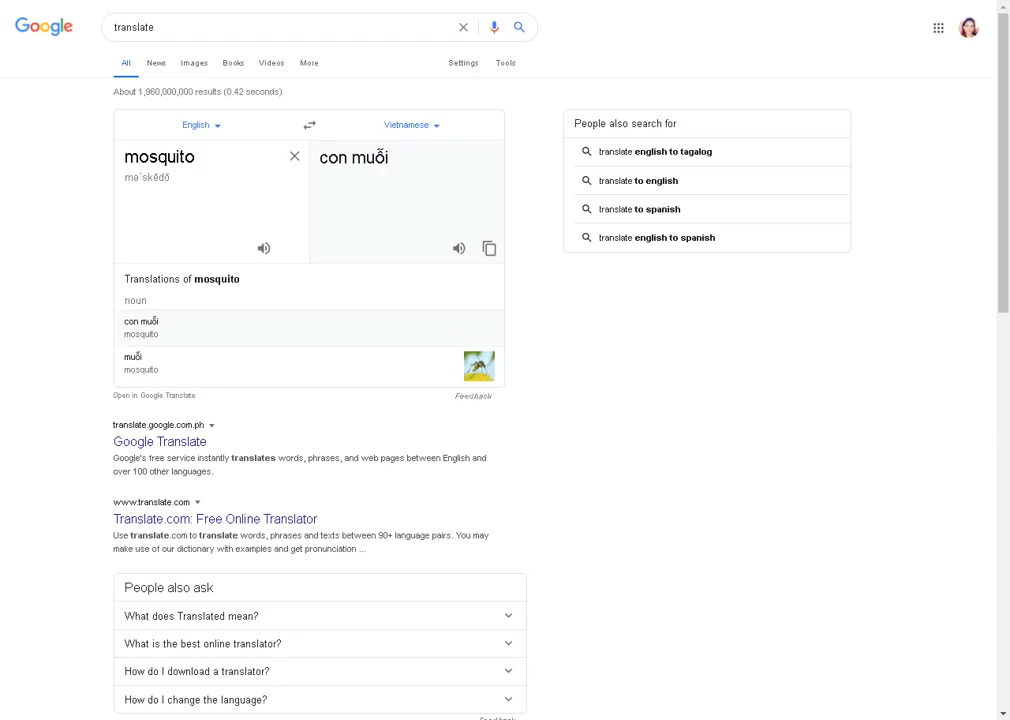 Google
translate
All News Images Books Videos More Settings Tools
About 1,960,000,000 results (0.42 seconds)
English Vietnamese
mosquito
məˈskēdō
con muỗi
Translations of mosquito
noun
con muỗi
mosquito
muỗi
mosquito
Open in Google Translate Feedback
translate.google.com.ph
Google Translate
Google's free service instantly translates words, phrases, and web pages between English and
over 100 other languages.
www.translate.com
Translate.com: Free Online Translator
Use translate.com to translate words, phrases and texts between 90+ language pairs. You may
make use of our dictionary with examples and get pronunciation ...
People also ask
What does Translated mean?
What is the best online translator?
How do I download a translator?
How do I change the language?
Feedback
People also search for
translate english to tagalog
translate to english
translate to spanish
translate english to spanish